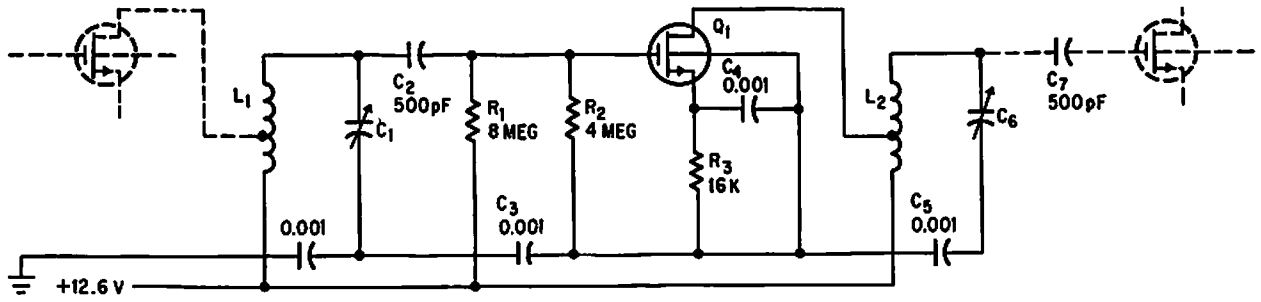 Q1
C4
0.001
L1
C1
C2
500pF
R1
8 MEG
R2
4 MEG
R3
16K
L2
C6
C7
500pF
0.001
C3
0.001
C5
0.001
+12.6 V